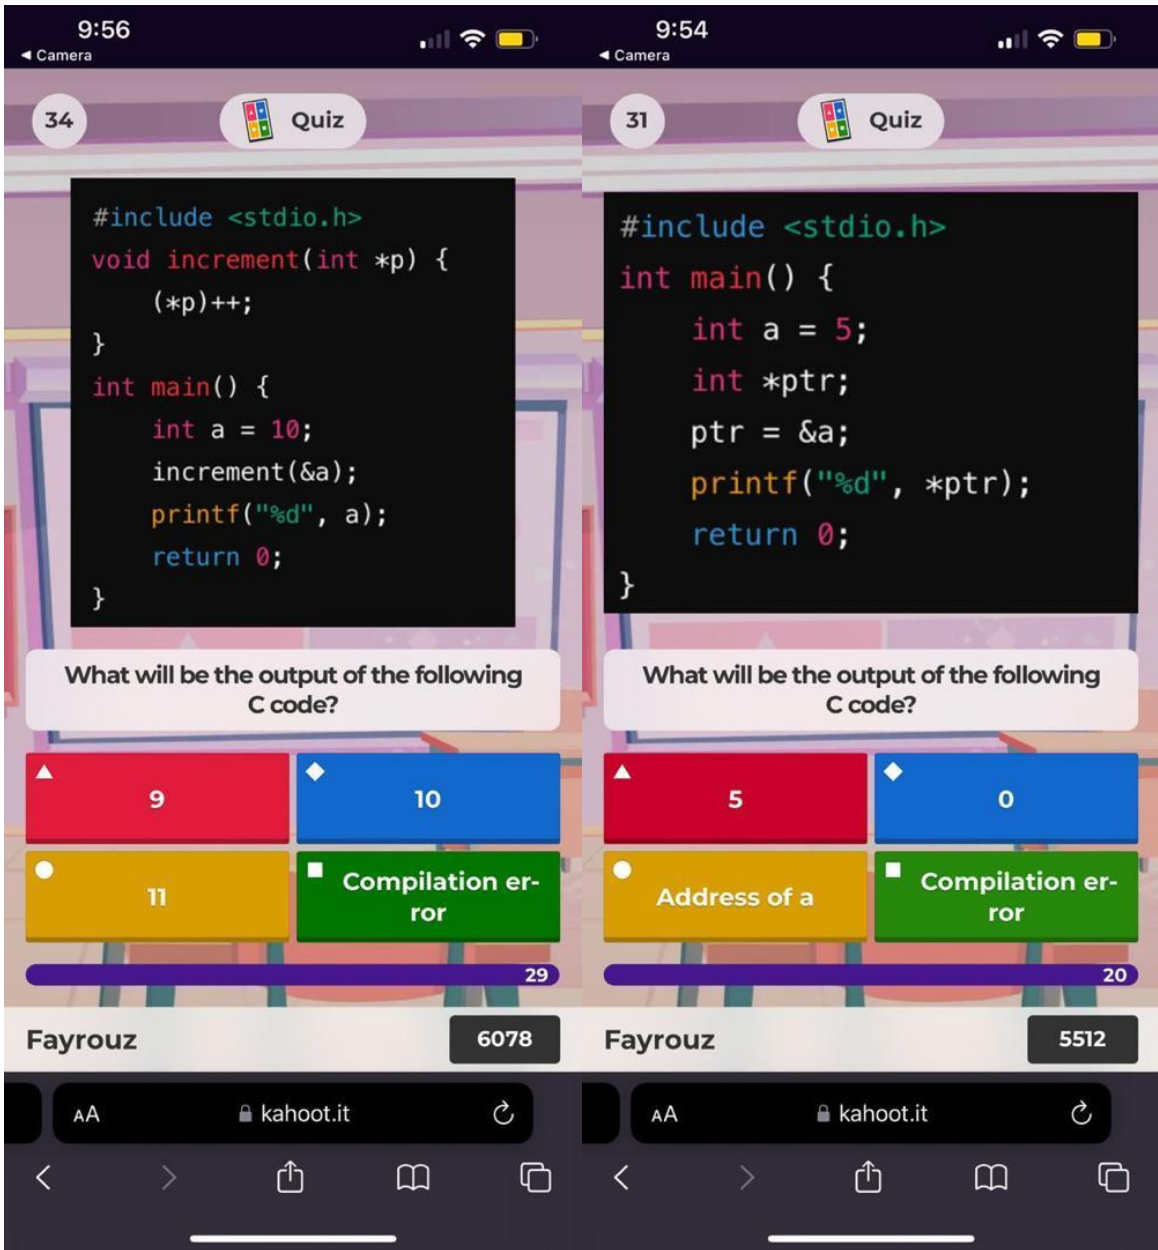 9:56
◄ Camera
34
Quiz
#include <stdio.h>
void increment(int *p) {
    (*p)++;
}
int main() {
    int a = 10;
    increment(&a);
    printf("%d", a);
    return 0;
}
What will be the output of the following
C code?
9
10
11
Compilation er-
ror
29
Fayrouz
6078
AA
kahoot.it
9:54
◄ Camera
31
Quiz
#include <stdio.h>
int main() {
    int a = 5;
    int *ptr;
    ptr = &a;
    printf("%d", *ptr);
    return 0;
}
What will be the output of the following
C code?
5
0
Address of a
Compilation er-
ror
20
Fayrouz
5512
AA
kahoot.it